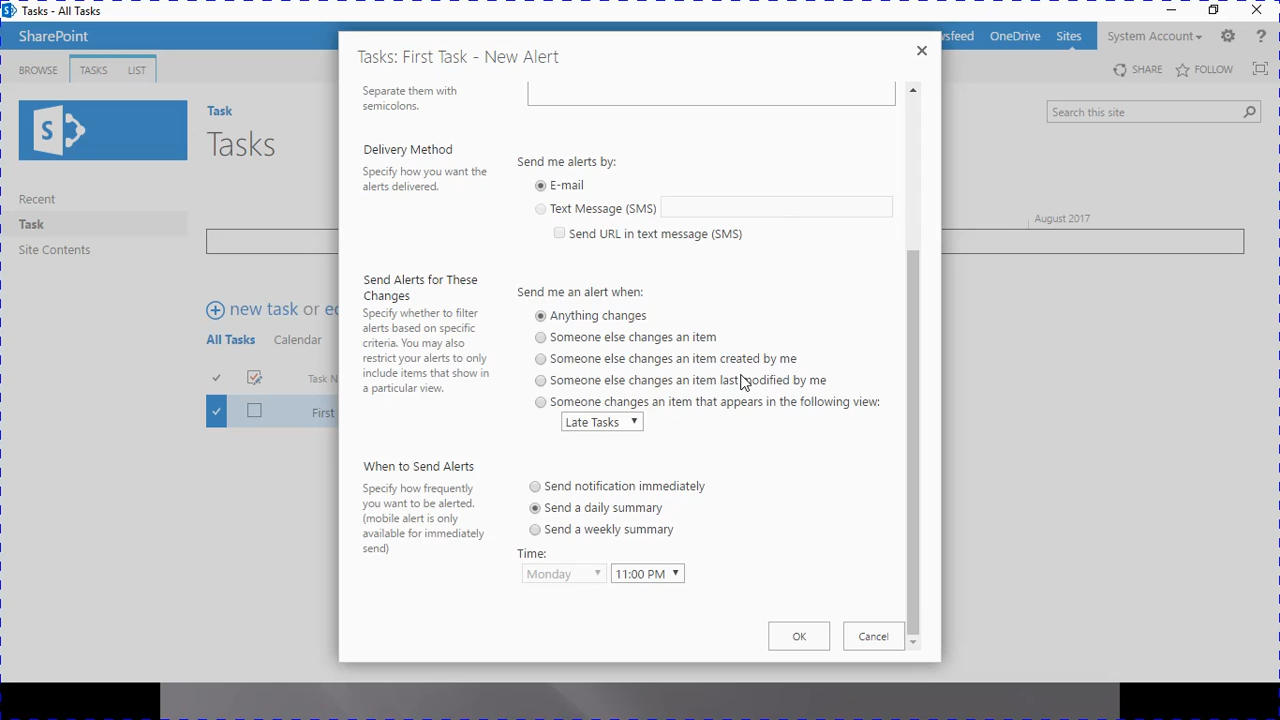 Tasks - All Tasks
SharePoint
wsfeed
OneDrive
Sites
System Account
?
BROWSE
TASKS
LIST
SHARE
FOLLOW
S
Task
Tasks
Search this site
Recent
Task
Site Contents
August 2017
new task or
All Tasks
Calendar
Task N
First
Tasks: First Task - New Alert
Separate them with
semicolons.
Delivery Method
Specify how you want the
alerts delivered.
Send me alerts by:
E-mail
Text Message (SMS)
Send URL in text message (SMS)
Send Alerts for These
Changes
Specify whether to filter
alerts based on specific
criteria. You may also
restrict your alerts to only
include items that show in
a particular view.
Send me an alert when:
Anything changes
Someone else changes an item
Someone else changes an item created by me
Someone else changes an item last modified by me
Someone changes an item that appears in the following view:
Late Tasks
When to Send Alerts
Specify how frequently
you want to be alerted.
(mobile alert is only
available for immediately
send)
Send notification immediately
Send a daily summary
Send a weekly summary
Time:
Monday
11:00 PM
OK
Cancel